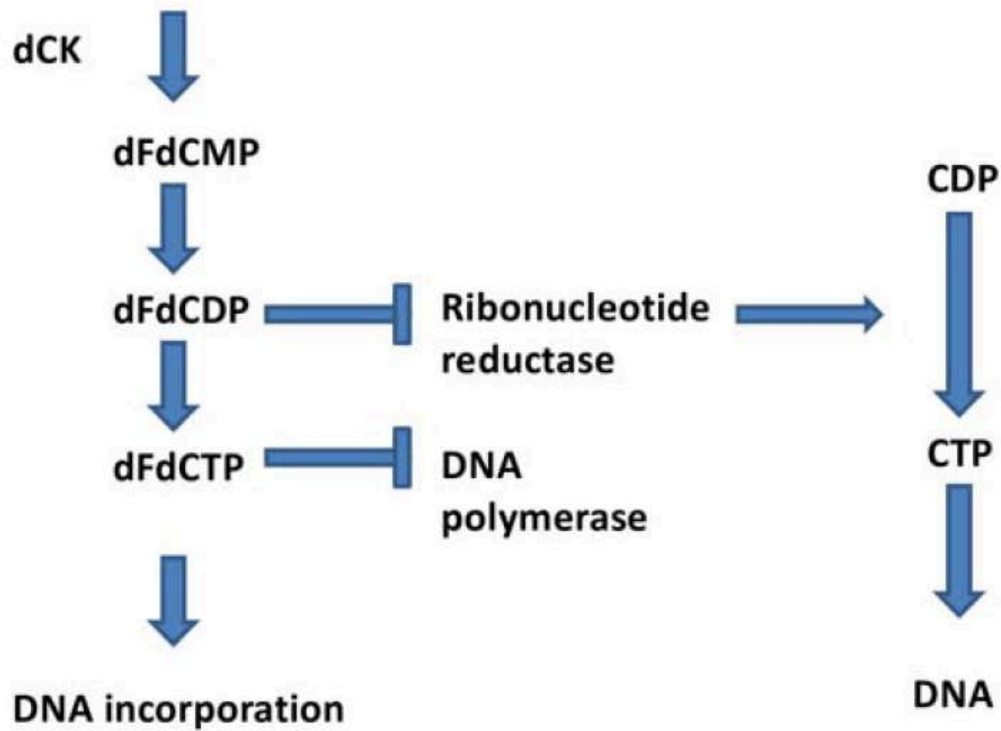 dCK
dFdCMP
CDP
dFdCDP
Ribonucleotide
reductase
dFdCTP
DNA
polymerase
CTP
DNA incorporation
DNA